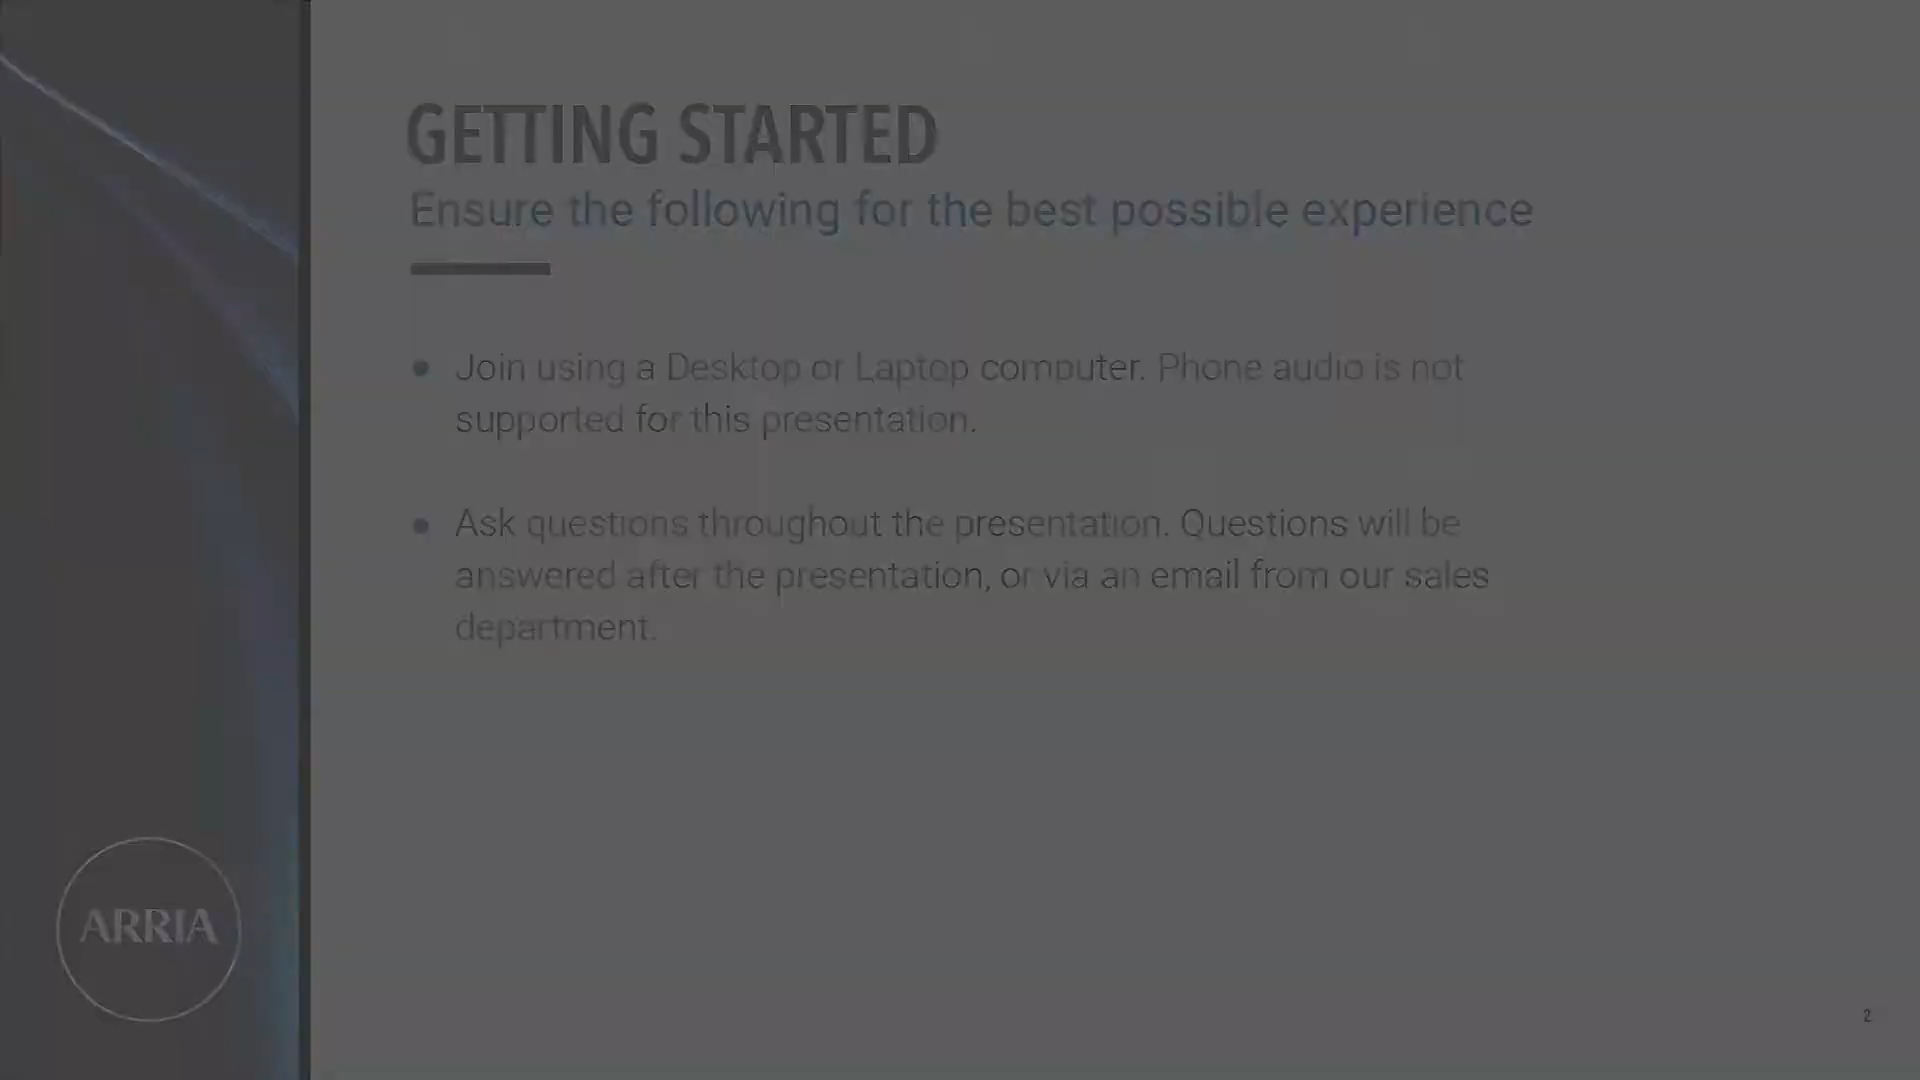 GETTING STARTED
Ensure the following for the best possible experience
• Join using a Desktop or Laptop computer. Phone audio is not
supported for this presentation.
• Ask questions throughout the presentation. Questions will be
answered after the presentation, or via an email from our sales
department.
ARRIA
2